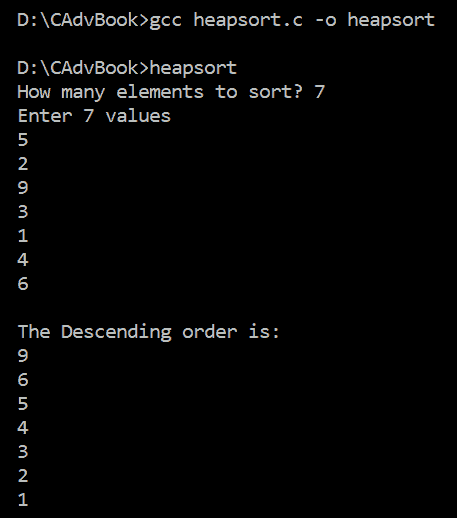 D:\CAdvBook>gcc heapsort.c -o heapsort
D:\CAdvBook>heapsort
How many elements to sort? 7
Enter 7 values
5
2
9
3
1
4
6
The Descending order is:
9
6
5
4
3
2
1